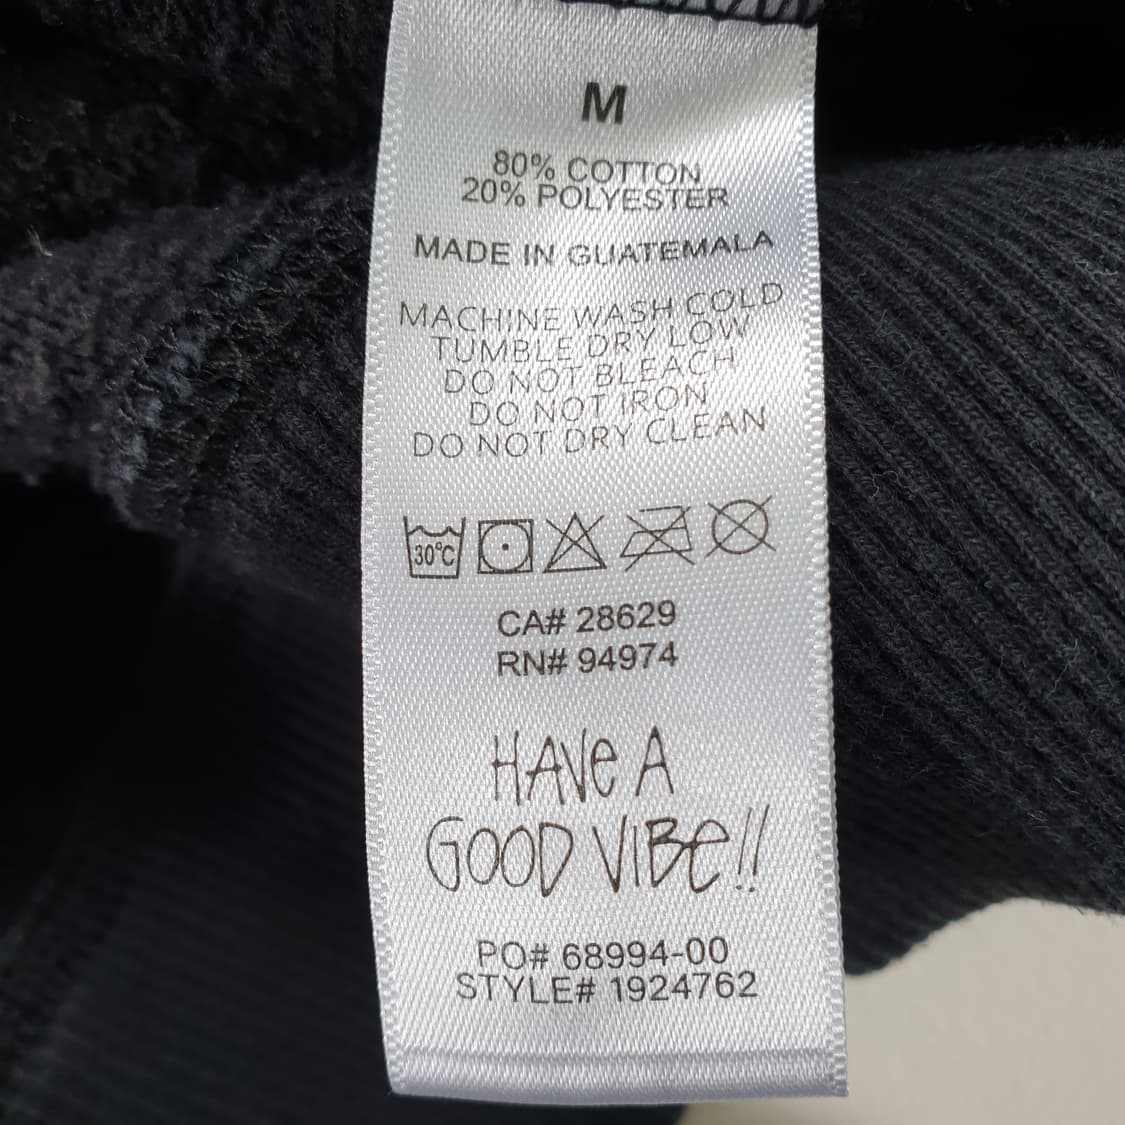 M
80% COTTON
20% POLYESTER
MADE IN GUATEMALA
MACHINE WASH COLD
TUMBLE DRY LOW
DO NOT BLEACH
DO NOT IRON
DO NOT DRY CLEAN
30°C
CA# 28629
RN# 94974
HAVe A
GOOD VIBe!!
PO# 68994-00
STYLE# 1924762